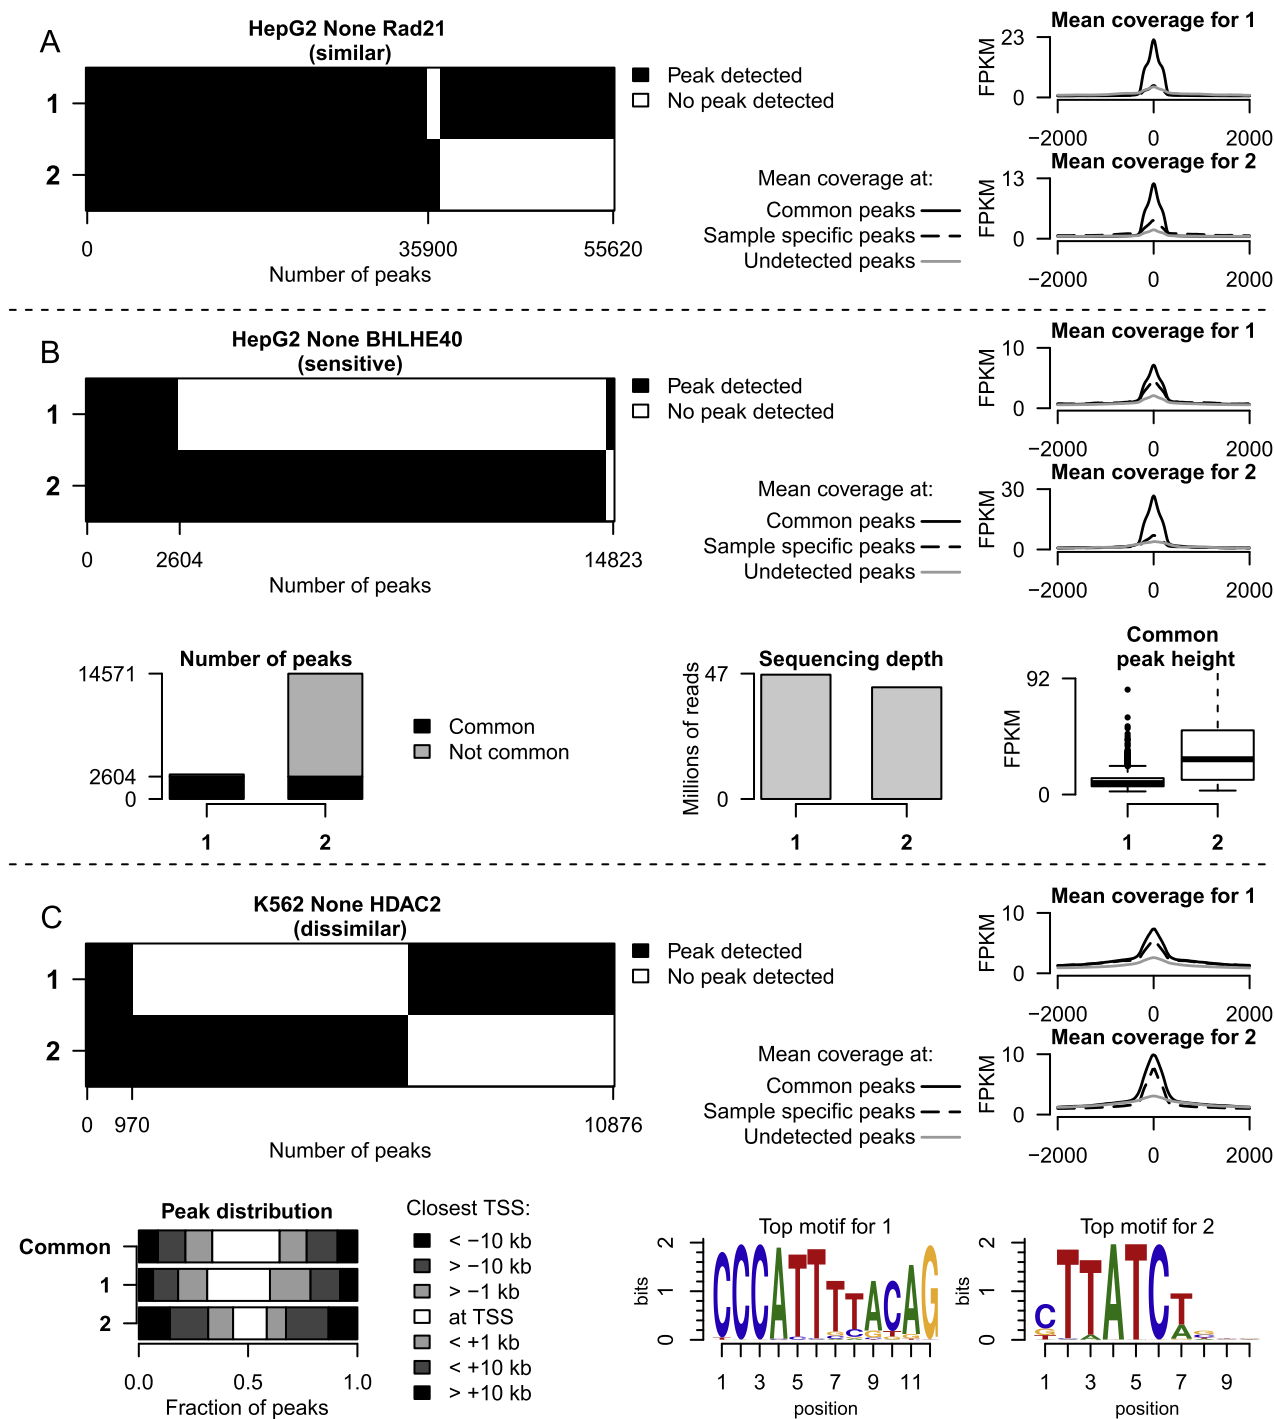 A
HepG2 None Rad21
(similar)
1
2
0
35900
55620
Number of peaks
Peak detected
No peak detected
Mean coverage at:
Common peaks
Sample specific peaks
Undetected peaks
Mean coverage for 1
FPKM
23
0
−2000
0
2000
Mean coverage for 2
FPKM
13
0
−2000
0
2000
B
HepG2 None BHLHE40
(sensitive)
1
2
0
2604
14823
Number of peaks
Peak detected
No peak detected
Mean coverage at:
Common peaks
Sample specific peaks
Undetected peaks
Mean coverage for 1
FPKM
10
0
−2000
0
2000
Mean coverage for 2
FPKM
30
0
−2000
0
2000
Number of peaks
14571
2604
0
1
2
Common
Not common
Sequencing depth
Millions of reads
47
0
1
2
Common
peak height
FPKM
92
0
1
2
C
K562 None HDAC2
(dissimilar)
1
2
0
970
10876
Number of peaks
Peak detected
No peak detected
Mean coverage at:
Common peaks
Sample specific peaks
Undetected peaks
Mean coverage for 1
FPKM
10
0
−2000
0
2000
Mean coverage for 2
FPKM
10
0
−2000
0
2000
Peak distribution
Common
1
2
0.0
0.5
1.0
Fraction of peaks
Closest TSS:
< −10 kb
> −10 kb
> −1 kb
at TSS
< +1 kb
< +10 kb
> +10 kb
Top motif for 1
bits
2
1
0
CCCATTTTACAG
1 3 5 7 9 11
position
Top motif for 2
bits
2
1
0
CTTATCT
1 3 5 7 9
position